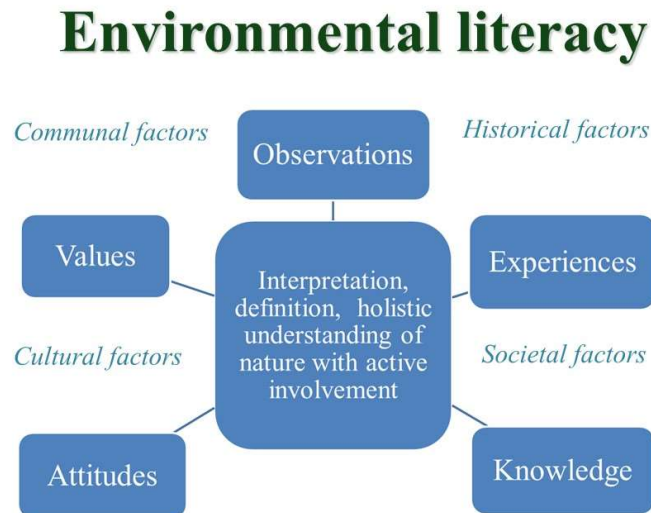 Environmental literacy
Communal factors
Observations
Historical factors
Values
Interpretation,
definition, holistic
understanding of
nature with active
involvement
Experiences
Cultural factors
Societal factors
Attitudes
Knowledge